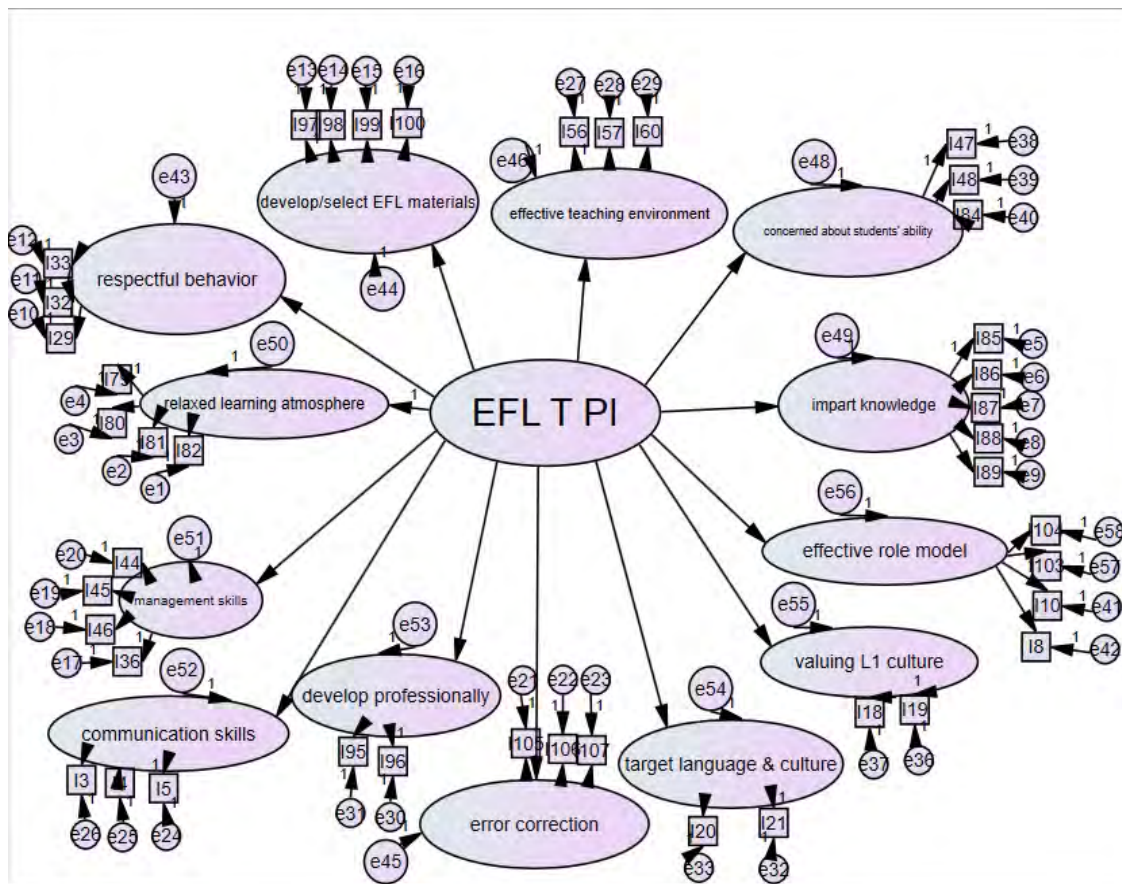 e13
e14
e15
e16
I97
I98
I99
I100
develop/select EFL materials
e44
e27
e28
e29
I56
I57
I60
e46
effective teaching environment
e48
concerned about students' ability
I47
I48
I84
e38
e39
e40
e43
respectful behavior
e12
e11
e10
I33
I32
I29
e50
relaxed learning atmosphere
e4
e3
I80
e2
I81
e1
I82
EFL T PI
e49
impart knowledge
I85
I86
I87
I88
I89
e5
e6
e7
e8
e9
e56
effective role model
I103
I10
I8
e58
e57
e41
e42
e51
management skills
e20
e19
e18
e17
I44
I45
I46
I36
e52
communication skills
I3
I5
e26
e25
e24
e53
develop professionally
I95
I96
e31
e30
e21
e22
e23
I105
I106
error correction
e45
e54
target language & culture
I20
I21
e33
e32
e55
valuing L1 culture
I18
I19
e37
e36